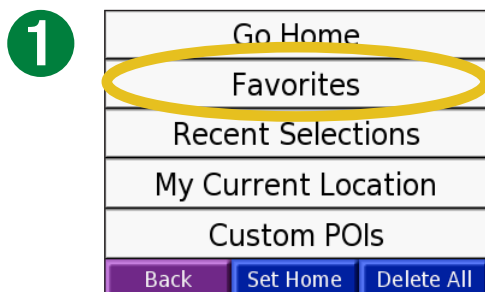 1
Go Home
Favorites
Recent Selections
My Current Location
Custom POIs
Back Set Home Delete All